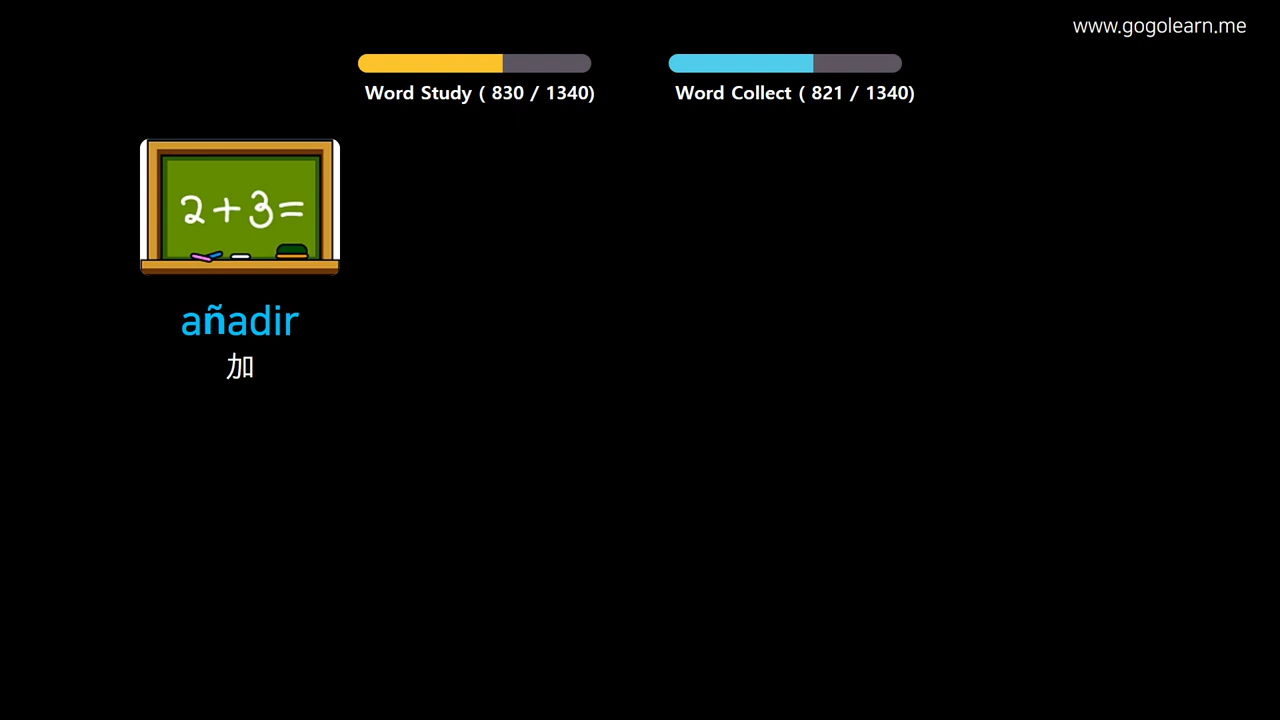 www.gogolearn.me
Word Study ( 830 / 1340)
Word Collect ( 821 / 1340)
2+3=
añadir
加